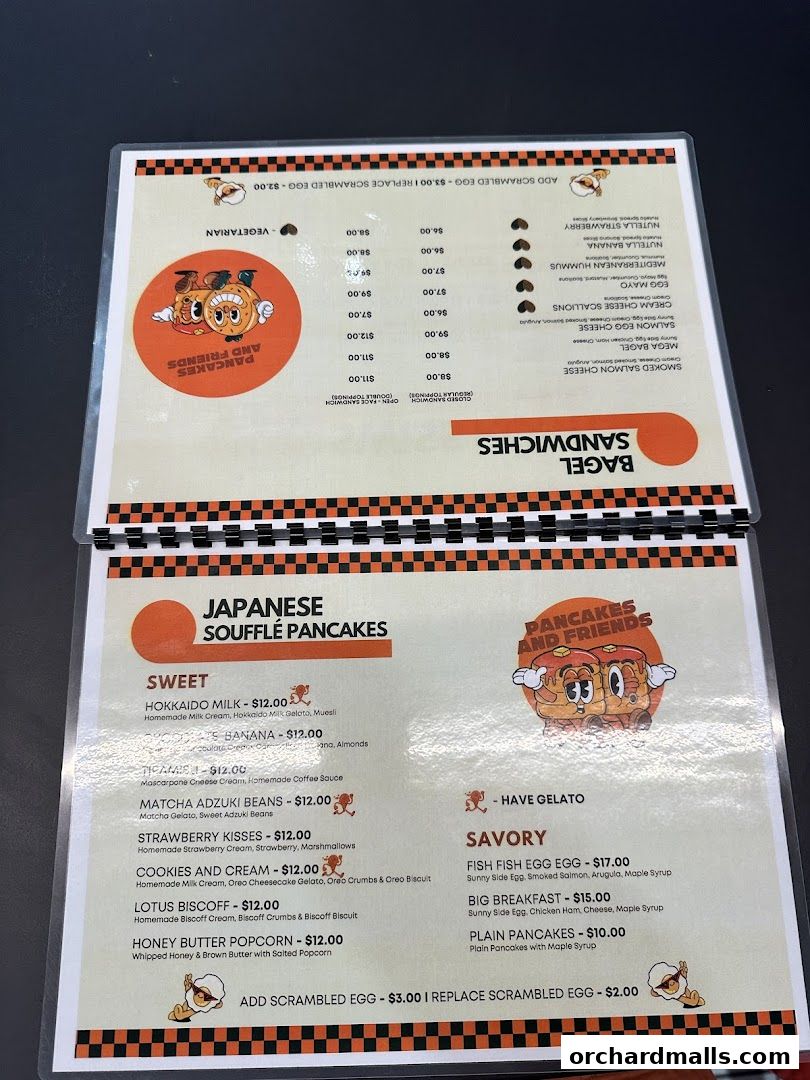 BAGEL
SANDWICHES
CLOSED SANDWICH
(REGULAR TOPPINGS)
OPEN - FACE SANDWICH
(DOUBLE TOPPINGS)
SMOKED SALMON CHEESE $8.00 $11.00
Cream Cheese, Smoked Salmon, Arugula
MEGA BAGEL $8.00 $11.00
Sunny Side Egg, Chicken Ham, Cheese
SALMON EGG CHEESE $9.00 $12.00
Sunny Side Egg, Cream Cheese, Smoked Salmon, Arugula
CREAM CHEESE SCALLIONS $6.00 $7.00
Cream Cheese, Scallions
EGG MAYO $7.00 $9.00
Egg Mayo, Cucumber, Mustard, Scallions
MEDITERRANEAN HUMMUS $7.00 $9.00
Hummus, Cucumber, Scallions
NUTELLA BANANA $6.00 $8.00
Nutella Spread, Banana Slices
NUTELLA STRAWBERRY $6.00 $8.00
Nutella Spread, Strawberry Slices
PANCAKES
AND FRIENDS
- VEGETARIAN
ADD SCRAMBLED EGG - $3.00 | REPLACE SCRAMBLED EGG - $2.00
JAPANESE
SOUFFLÉ PANCAKES
PANCAKES
AND FRIENDS
SWEET
HOKKAIDO MILK - $12.00
Homemade Milk Cream, Hokkaido Milk Gelato, Muesli
BANANA - $12.00
Almonds
TIRAMISU - $12.00
Mascarpone Cheese Cream, Homemade Coffee Sauce
MATCHA ADZUKI BEANS - $12.00
Matcha Gelato, Sweet Adzuki Beans
STRAWBERRY KISSES - $12.00
Homemade Strawberry Cream, Strawberry, Marshmallows
COOKIES AND CREAM - $12.00
Homemade Milk Cream, Oreo Cheesecake Gelato, Oreo Crumbs & Oreo Biscuit
LOTUS BISCOFF - $12.00
Homemade Biscoff Cream, Biscoff Crumbs & Biscoff Biscuit
HONEY BUTTER POPCORN - $12.00
Whipped Honey & Brown Butter with Salted Popcorn
- HAVE GELATO
SAVORY
FISH FISH EGG EGG - $17.00
Sunny Side Egg, Smoked Salmon, Arugula, Maple Syrup
BIG BREAKFAST - $15.00
Sunny Side Egg, Chicken Ham, Cheese, Maple Syrup
PLAIN PANCAKES - $10.00
Plain Pancakes with Maple Syrup
ADD SCRAMBLED EGG - $3.00 | REPLACE SCRAMBLED EGG - $2.00
orchardmalls.com